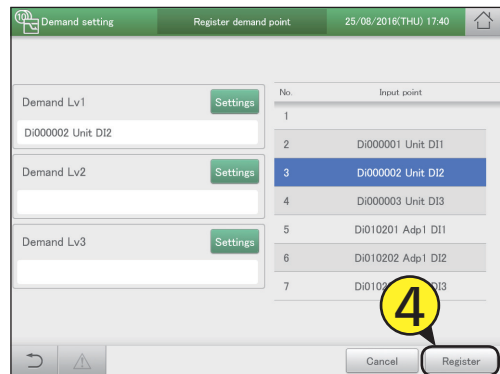 10 Demand setting Register demand point 25/08/2016(THU) 17:40
Demand Lv1 Settings
Di000002 Unit DI2
Demand Lv2 Settings
Demand Lv3 Settings
No. Input point
1
2 Di000001 Unit DI1
3 Di000002 Unit DI2
4 Di000003 Unit DI3
5 Di010201 Adp1 DI1
6 Di010202 Adp1 DI2
7 DI3
4
Cancel Register